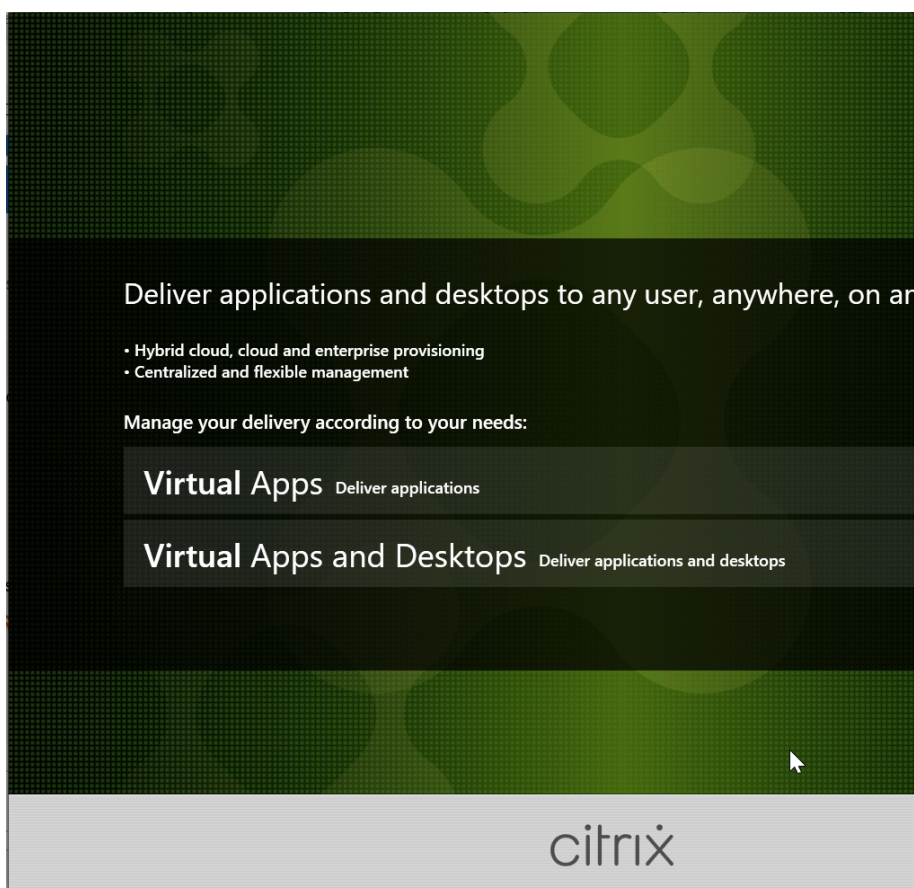 Deliver applications and desktops to any user, anywhere, on an
• Hybrid cloud, cloud and enterprise provisioning
• Centralized and flexible management
Manage your delivery according to your needs:
Virtual Apps Deliver applications
Virtual Apps and Desktops Deliver applications and desktops
citrix